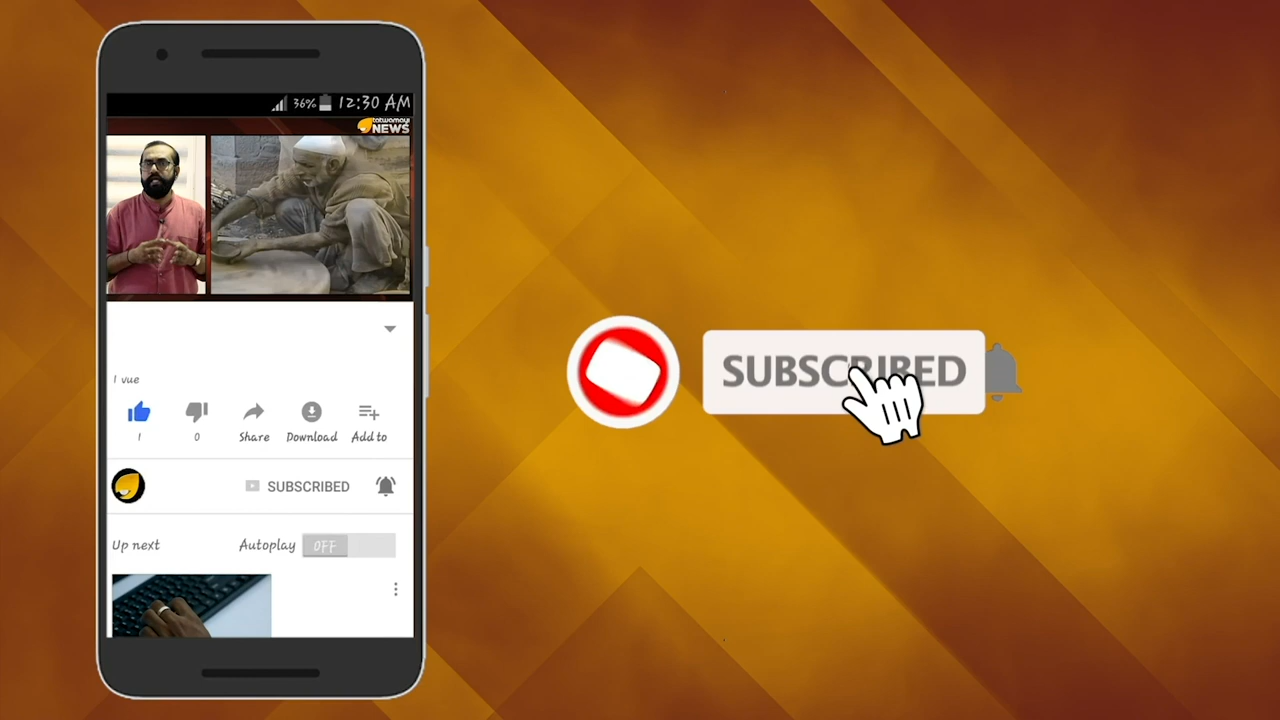 36% 12:30 AM
tatwamayi
NEWS
1 vue
1
0
Share
Download
Add to
SUBSCRIBED
Up next
Autoplay
OFF
SUBSCRIBED